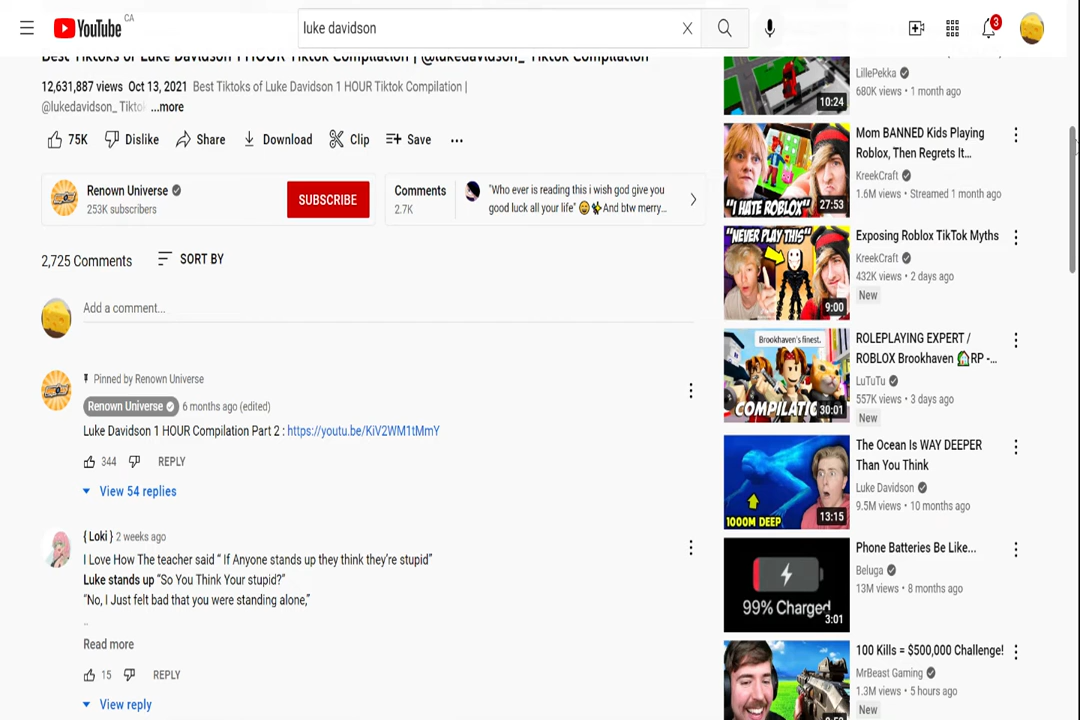 YouTube CA
luke davidson
3
Best Tiktoks of Luke Davidson 1 HOUR Tiktok Compilation | @lukedavidson_ Tiktok Compilation
12,631,887 views Oct 13, 2021 Best Tiktoks of Luke Davidson 1 HOUR Tiktok Compilation |
@lukedavidson_ Tiktok ...more
75K Dislike Share Download Clip Save
Renown Universe
253K subscribers
SUBSCRIBE
Comments
2.7K
"Who ever is reading this i wish god give you
good luck all your life" 😄✨And btw merry...
2,725 Comments SORT BY
Add a comment...
Pinned by Renown Universe
Renown Universe 6 months ago (edited)
Luke Davidson 1 HOUR Compilation Part 2 : https://youtu.be/KiV2WM1tMmY
344 REPLY
View 54 replies
{ Loki } 2 weeks ago
I Love How The teacher said “ If Anyone stands up they think they’re stupid”
Luke stands up “So You Think Your stupid?”
“No, I Just felt bad that you were standing alone,”
..
Read more
15 REPLY
View reply
10:24
LillePekka
680K views • 1 month ago
"I HATE ROBLOX"
27:53
Mom BANNED Kids Playing
Roblox, Then Regrets It...
KreekCraft
1.6M views • Streamed 1 month ago
"NEVER PLAY THIS"
9:00
Exposing Roblox TikTok Myths
KreekCraft
432K views • 2 days ago
New
Brookhaven's finest.
COMPILATIO
30:01
ROLEPLAYING EXPERT /
ROBLOX Brookhaven 🏠RP -...
LuTuTu
557K views • 3 days ago
New
1000M DEEP
13:15
The Ocean Is WAY DEEPER
Than You Think
Luke Davidson
9.5M views • 10 months ago
99% Charged
3:01
Phone Batteries Be Like...
Beluga
13M views • 8 months ago
100 Kills = $500,000 Challenge!
MrBeast Gaming
1.3M views • 5 hours ago
New